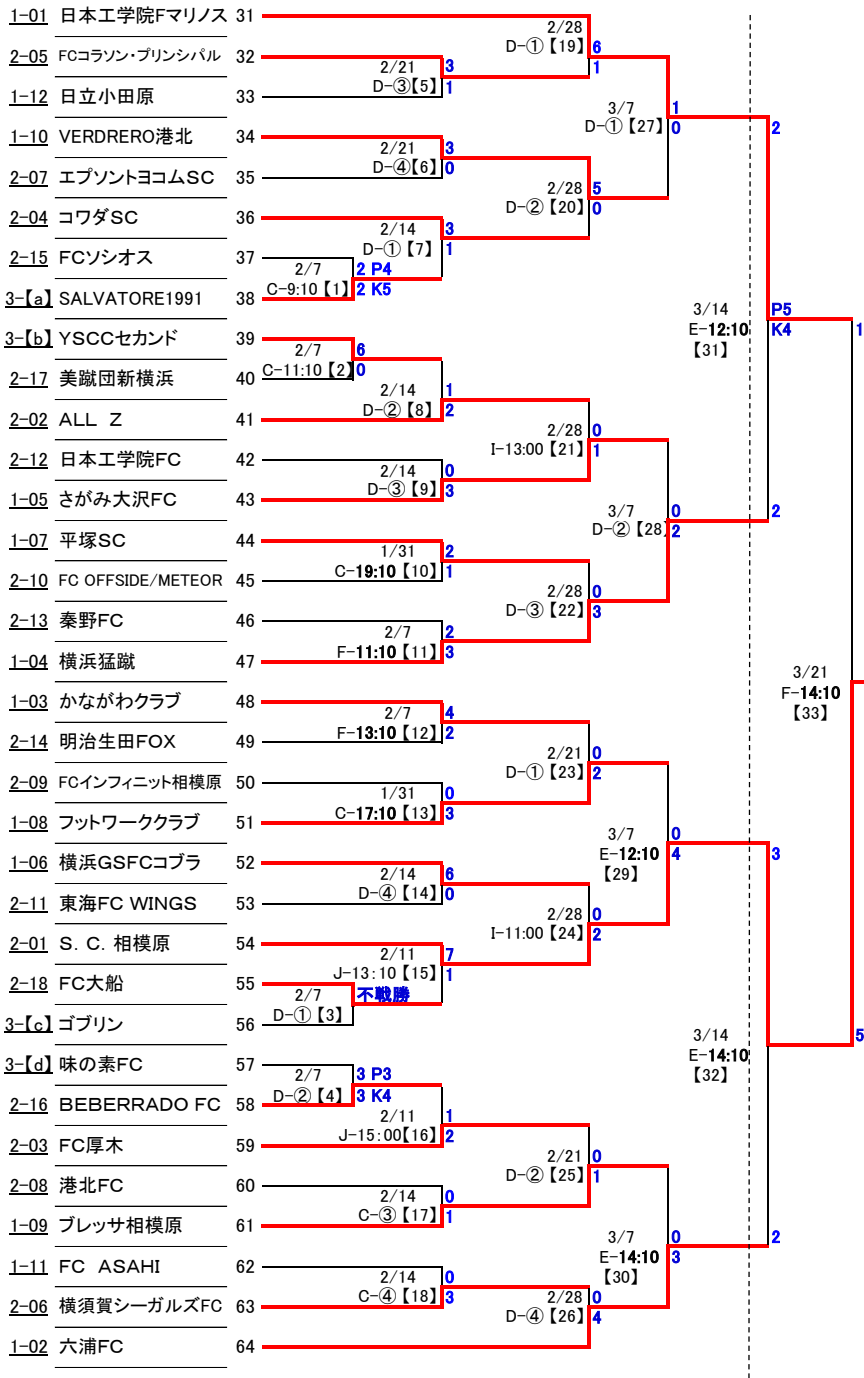 1-01 日本工学院Fマリノス 31
2/28
D-① 【19】 6
1
2-05 FCコラソン・プリンシパル 32
2/21 3
D-③【5】 1
1-12 日立小田原 33
3/7 1
D-① 【27】 0
2
1-10 VERDRERO港北 34
2/21 3
D-④【6】 0
2-07 エプソントヨコムSC 35
2/28 5
D-② 【20】 0
2-04 コワダSC 36
2/14 3
D-① 【7】 1
2-15 FCソシオス 37
2/7 2 P4
C-9:10 【1】 2 K5
3-【a】 SALVATORE1991 38
3/14 P5
E-12:10 K4
【31】
1
3-【b】 YSCCセカンド 39
2/7 6
C-11:10 【2】 0
2-17 美蹴団新横浜 40
2/14 1
D-② 【8】 2
2-02 ALL Z 41
2/28 0
I-13:00 【21】 1
2-12 日本工学院FC 42
2/14 0
D-③ 【9】 3
1-05 さがみ大沢FC 43
3/7 0
D-② 【28】 2
2
1-07 平塚SC 44
1/31 2
C-19:10 【10】 1
2-10 FC OFFSIDE/METEOR 45
2/28 0
D-③ 【22】 3
2-13 秦野FC 46
2/7 2
F-11:10 【11】 3
1-04 横浜猛蹴 47
3/21
F-14:10
【33】
1-03 かながわクラブ 48
2/7 4
F-13:10 【12】 2
2-14 明治生田FOX 49
2/21 0
D-① 【23】 2
2-09 FCインフィニット相模原 50
1/31 0
C-17:10 【13】 3
1-08 フットワーククラブ 51
3/7 0
E-12:10 4
【29】
3
1-06 横浜GSFCコブラ 52
2/14 6
D-④ 【14】 0
2-11 東海FC WINGS 53
2/28 0
I-11:00 【24】 2
2-01 S. C. 相模原 54
2/11 7
J-13:10 【15】 1
2-18 FC大船 55
2/7 不戦勝
D-① 【3】
3-【c】 ゴブリン 56
3/14
E-14:10
【32】
5
3-【d】 味の素FC 57
2/7 3 P3
D-② 【4】 3 K4
2-16 BEBERRADO FC 58
2/11 1
J-15:00【16】 2
2-03 FC厚木 59
2/21 0
D-② 【25】 1
2-08 港北FC 60
2/14 0
C-③ 【17】 1
1-09 ブレッサ相模原 61
3/7 0
E-14:10 3
【30】
2
1-11 FC ASAHI 62
2/14 0
C-④ 【18】 3
2-06 横須賀シーガルズFC 63
2/28 0
D-④ 【26】 4
1-02 六浦FC 64